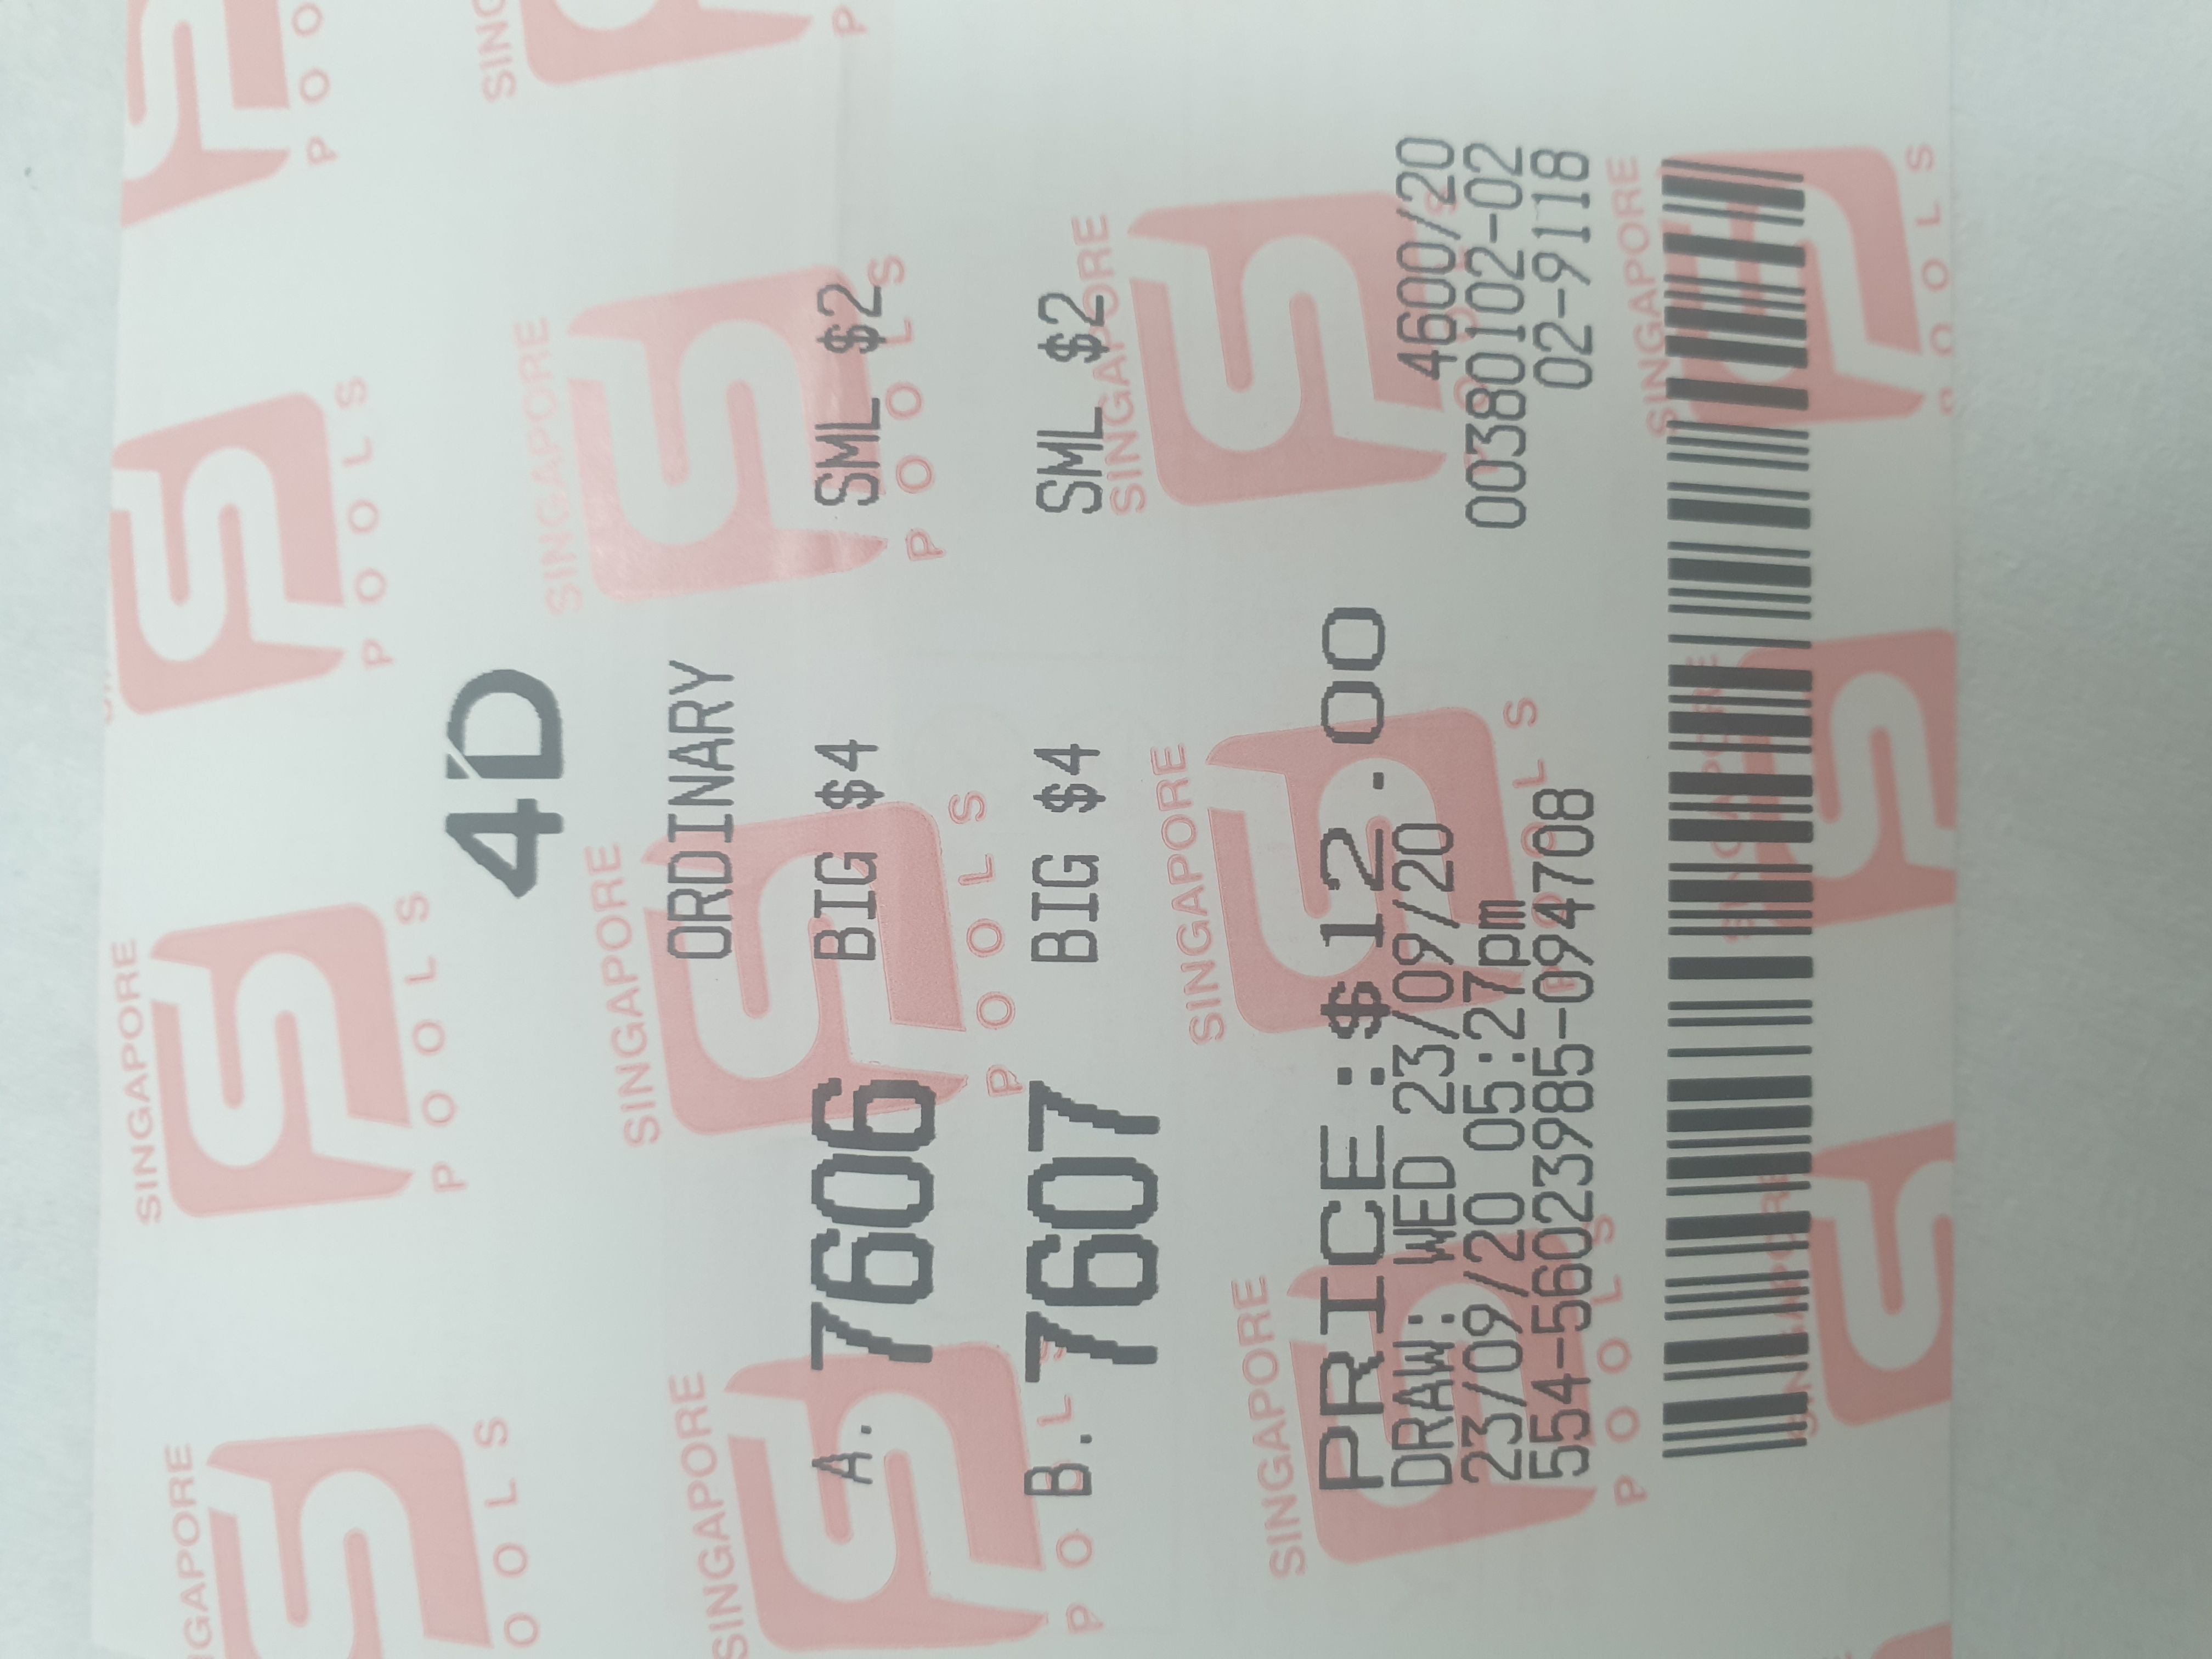 4D
ORDINARY
A. 7606 BIG $4 SML $2
B. 7607 BIG $4 SML $2
PRICE:$12.00
DRAW: WED 23/09/20 4600/20
23/09/20 05:27pm 00380102-02
554-56023985-094708 02-9118
SINGAPORE POOLS